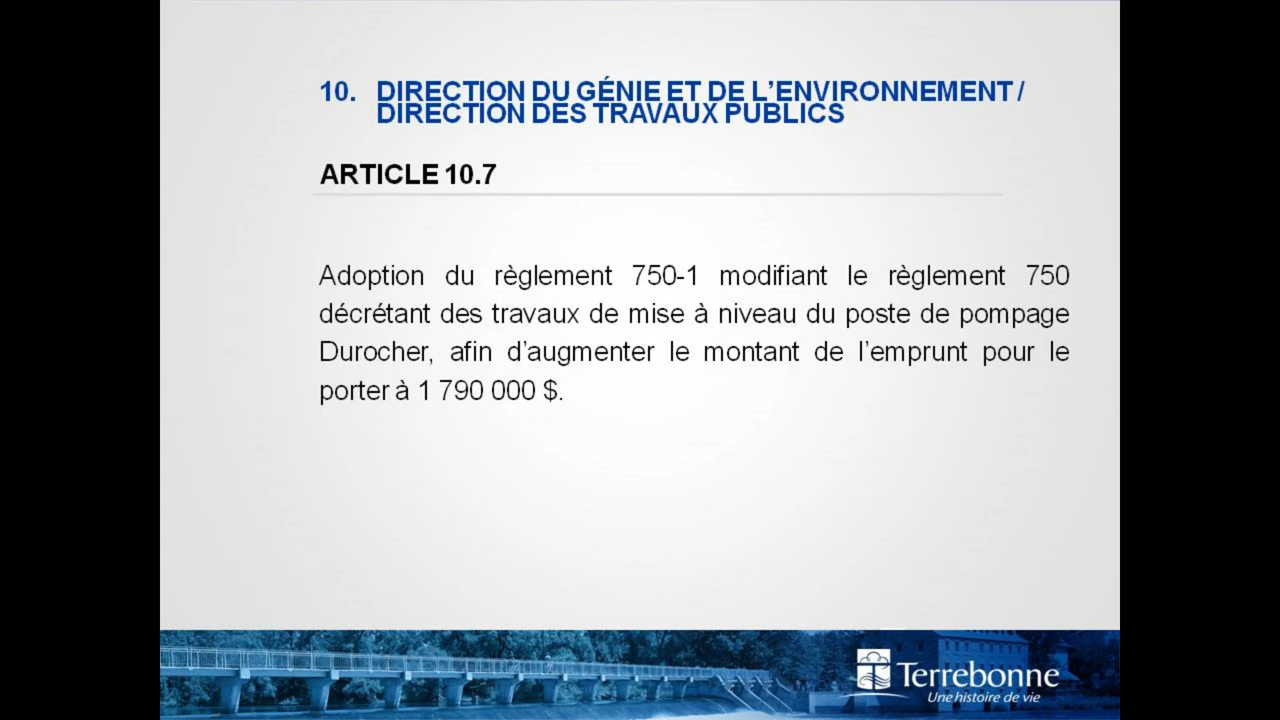 10. DIRECTION DU GÉNIE ET DE L’ENVIRONNEMENT /
DIRECTION DES TRAVAUX PUBLICS
ARTICLE 10.7
Adoption du règlement 750-1 modifiant le règlement 750
décrétant des travaux de mise à niveau du poste de pompage
Durocher, afin d’augmenter le montant de l’emprunt pour le
porter à 1 790 000 $.
Terrebonne
Une histoire de vie